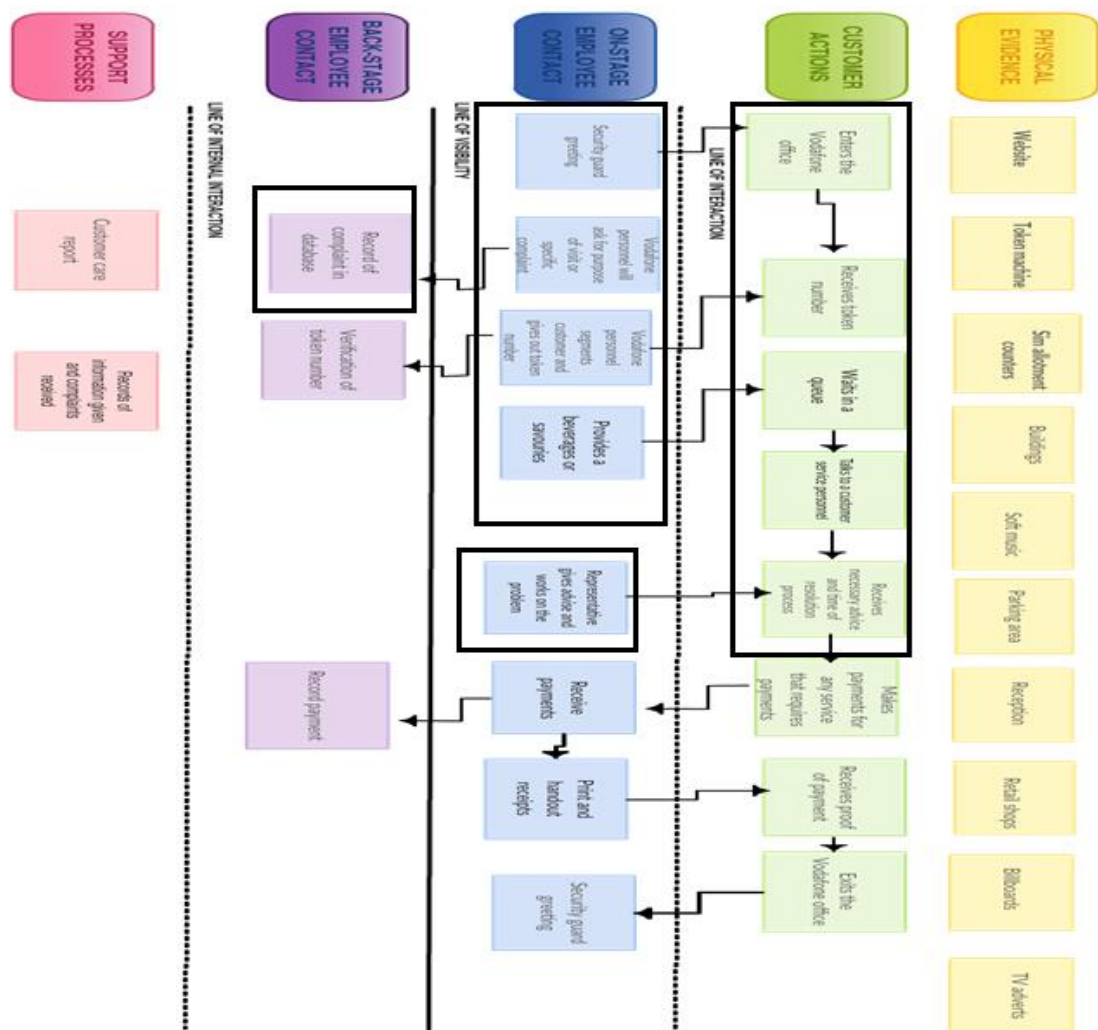 PHYSICAL
EVIDENCE
Website
Token machine
Sim allotment
counters
Buildings
Soft music
Parking area
Reception
Retail shops
Billboards
TV adverts
CUSTOMER
ACTIONS
Enters the
Vodafone
office
Receives token
number
Waits in a
queue
Talks to a customer
service personnel
Receives
necessary advice
and time of
resolution
process
Makes
payments for
any service
that requires
payments
Receives proof
of payment
Exits the
Vodafone office
LINE OF INTERACTION
ON-STAGE
EMPLOYEE
CONTACT
Security guard
greeting
Vodafone
personnel will
ask for purpose
of visit or
specific
complaint
Vodafone
personnel
segments
customer and
gives out token
number
Provides a
beverages or
savouries
Representative
gives advise and
works on the
problem
Receive
payments
Print and
handout
receipts
Security guard
greeting
LINE OF VISIBILITY
BACK-STAGE
EMPLOYEE
CONTACT
Record of
complaint in
database
Verification of
token number
Record payment
LINE OF INTERNAL INTERACTION
SUPPORT
PROCESSES
Customer care
report
Records of
information given
and complaints
received